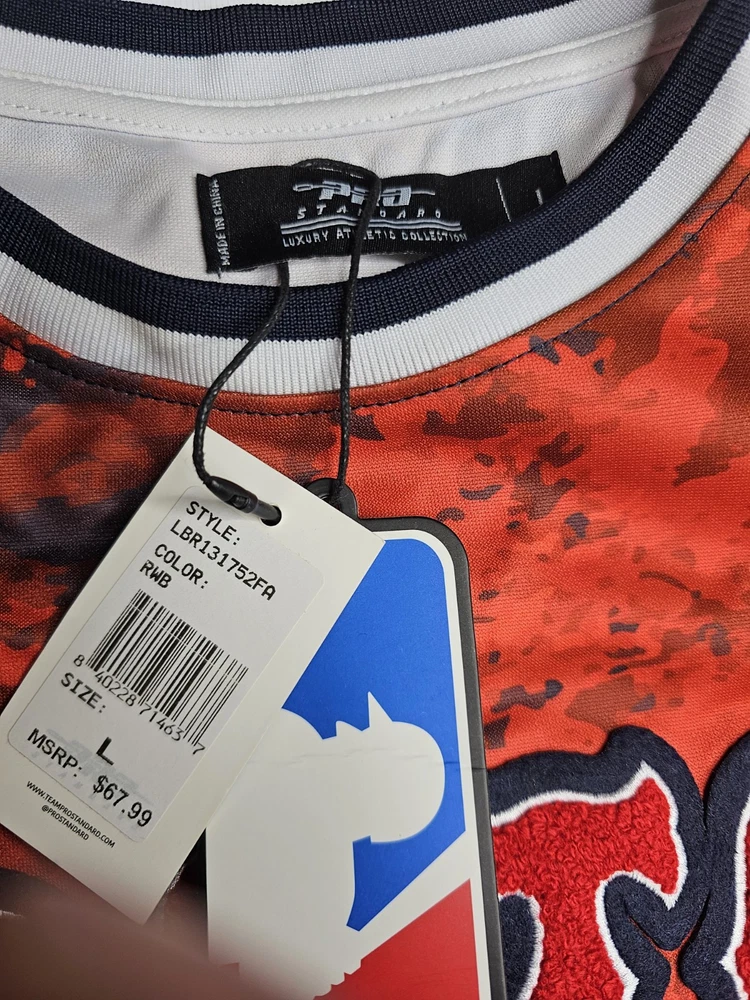 MADE IN CHINA
PRO
STANDARD
LUXURY ATHLETIC COLLECTION
L
STYLE:
LBR131752FA
COLOR:
RWB
8 40228 71463 7
SIZE:
L
MSRP: $67.99
WWW.TEAMPROSTANDARD.COM
@PROSTANDARD